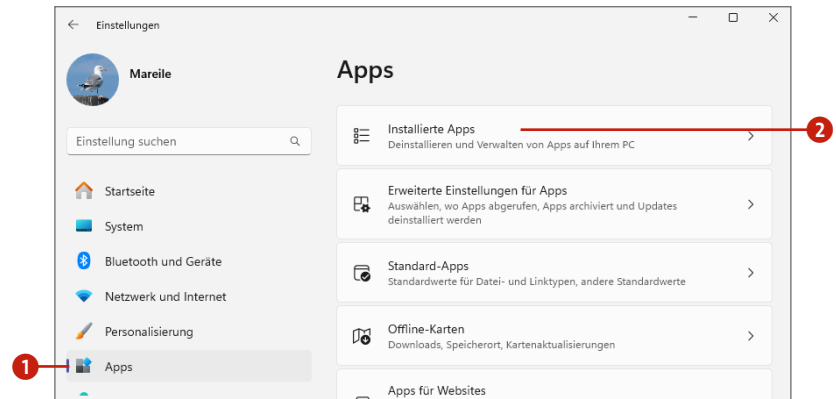 Einstellungen
Mareile
Einstellung suchen
Startseite
System
Bluetooth und Geräte
Netzwerk und Internet
Personalisierung
1
Apps
Apps
Installierte Apps
2
Deinstallieren und Verwalten von Apps auf Ihrem PC
Erweiterte Einstellungen für Apps
Auswählen, wo Apps abgerufen, Apps archiviert und Updates
deinstalliert werden
Standard-Apps
Standardwerte für Datei- und Linktypen, andere Standardwerte
Offline-Karten
Downloads, Speicherort, Kartenaktualisierungen
Apps für Websites